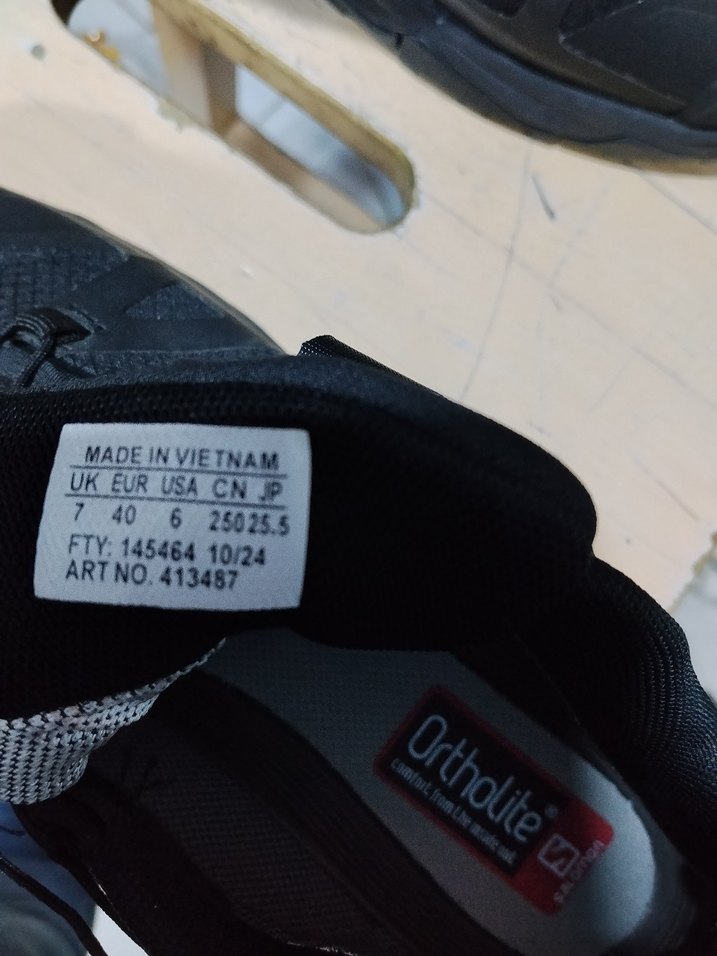 MADE IN VIETNAM
UK EUR USA CN JP
7 40 6 250 25.5
FTY: 145464 10/24
ART NO. 413487
Ortholite®
comfort from the inside out.
salomon